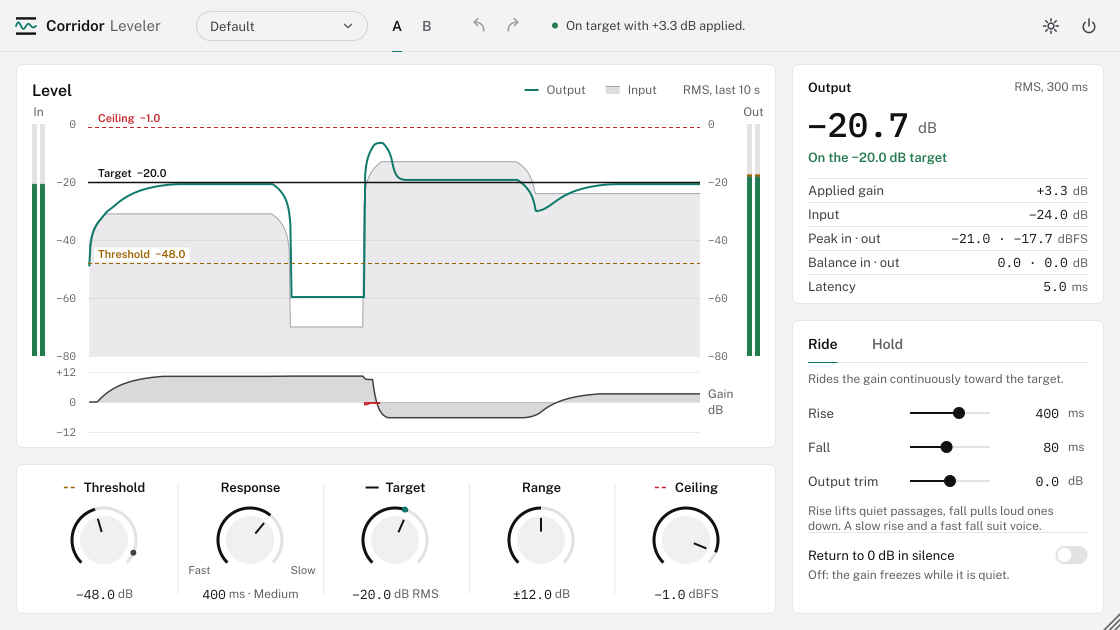 Corridor Leveler
Default
A B
On target with +3.3 dB applied.
Level
Output Input RMS, last 10 s
In
Out
Ceiling −1.0
Target −20.0
Threshold −48.0
0
−20
−40
−60
−80
0
−20
−40
−60
−80
+12
0
−12
Gain
dB
Threshold
−48.0 dB
Response
Fast Slow
400 ms · Medium
Target
−20.0 dB RMS
Range
±12.0 dB
Ceiling
−1.0 dBFS
Output RMS, 300 ms
−20.7 dB
On the −20.0 dB target
Applied gain +3.3 dB
Input −24.0 dB
Peak in · out −21.0 · −17.7 dBFS
Balance in · out 0.0 · 0.0 dB
Latency 5.0 ms
Ride Hold
Rides the gain continuously toward the target.
Rise 400 ms
Fall 80 ms
Output trim 0.0 dB
Rise lifts quiet passages, fall pulls loud ones
down. A slow rise and a fast fall suit voice.
Return to 0 dB in silence
Off: the gain freezes while it is quiet.